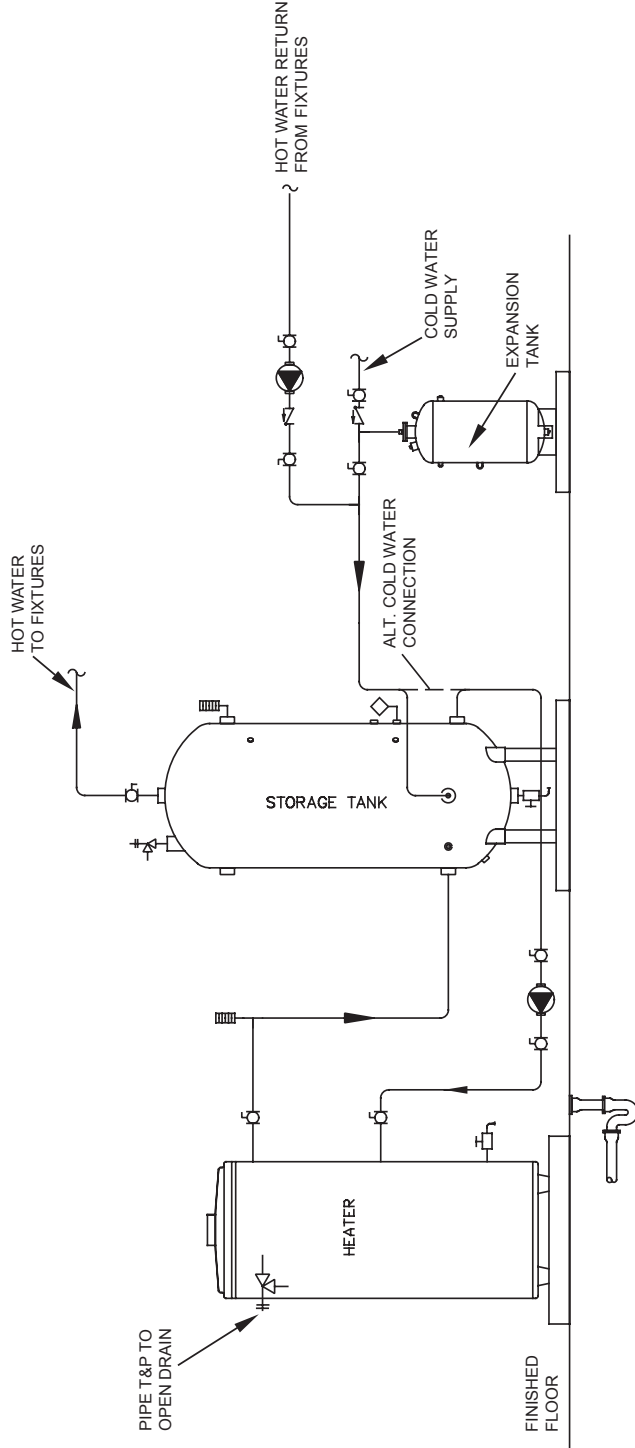 PIPE T&P TO
OPEN DRAIN
HEATER
FINISHED
FLOOR
HOT WATER
TO FIXTURES
STORAGE TANK
ALT. COLD WATER
CONNECTION
HOT WATER RETURN
FROM FIXTURES
COLD WATER
SUPPLY
EXPANSION
TANK